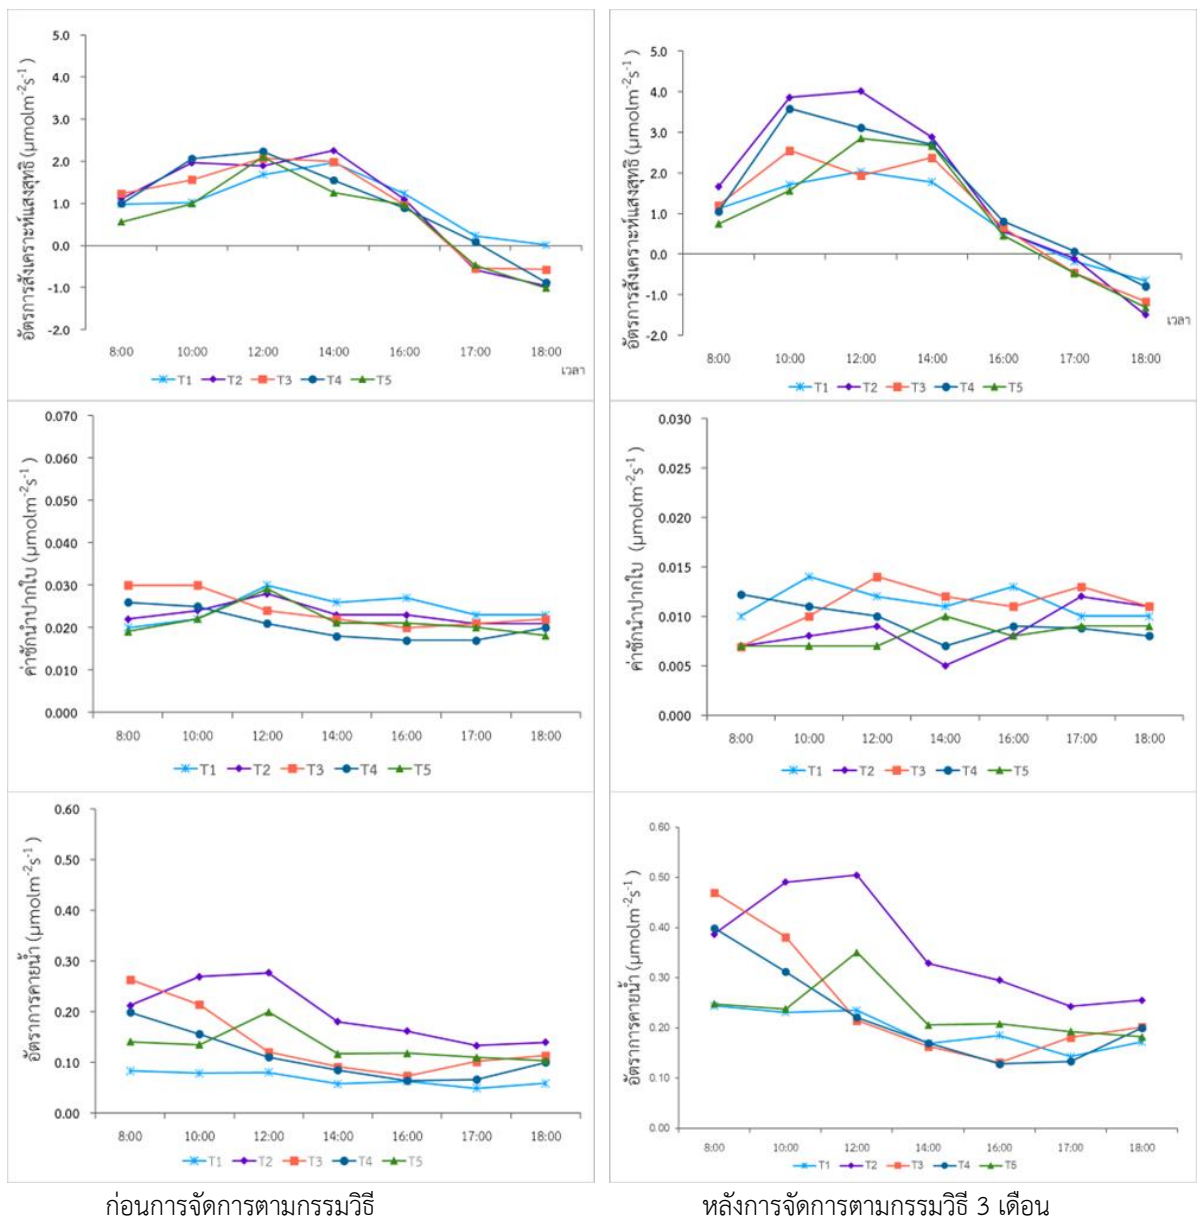 อัตรการสังเคราะห์แสงสุทธิ (µmolm-2s-1 )
5.0
4.0
3.0
2.0
1.0
0.0
-1.0
-2.0
8:00 10:00 12:00 14:00 16:00 17:00 18:00
เวลา
T1 T2 T3 T4 T5
อัตรการสังเคราะห์แสงสุทธิ (µmolm-2s-1 )
5.0
4.0
3.0
2.0
1.0
0.0
-1.0
-2.0
เวลา
8:00 10:00 12:00 14:00 16:00 17:00 18:00
T1 T2 T3 T4 T5
ค่าชักนำปากใบ (µmolm-2s-1 )
0.070
0.060
0.050
0.040
0.030
0.020
0.010
0.000
8:00 10:00 12:00 14:00 16:00 17:00 18:00
T1 T2 T3 T4 T5
ค่าชักนำปากใบ (µmolm-2s-1 )
0.030
0.025
0.020
0.015
0.010
0.005
0.000
8:00 10:00 12:00 14:00 16:00 17:00 18:00
T1 T2 T3 T4 T5
อัตราการคายน้ำ (µmolm-2s-1 )
0.60
0.50
0.40
0.30
0.20
0.10
0.00
8:00 10:00 12:00 14:00 16:00 17:00 18:00
T1 T2 T3 T4 T5
อัตราการคายน้ำ (µmolm-2s-1 )
0.60
0.50
0.40
0.30
0.20
0.10
0.00
8:00 10:00 12:00 14:00 16:00 17:00 18:00
T1 T2 T3 T4 T5
ก่อนการจัดการตามกรรมวิธี
หลังการจัดการตามกรรมวิธี 3 เดือน